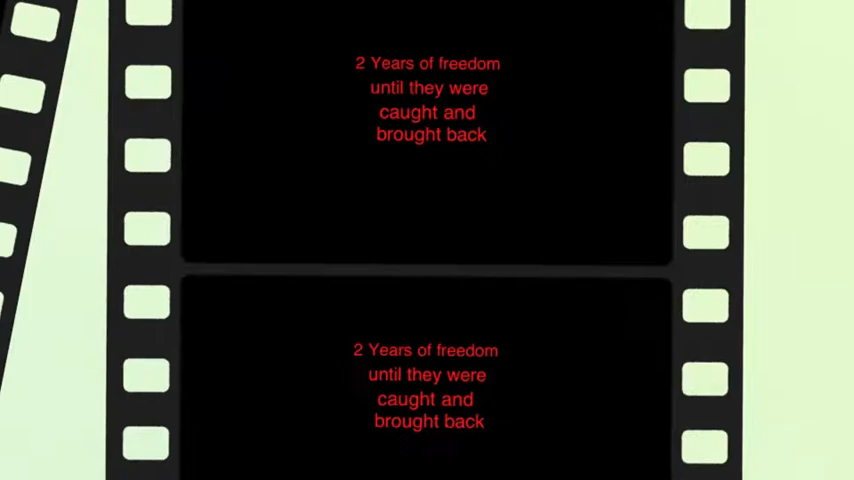 2 Years of freedom
until they were
caught and
brought back
2 Years of freedom
until they were
caught and
brought back